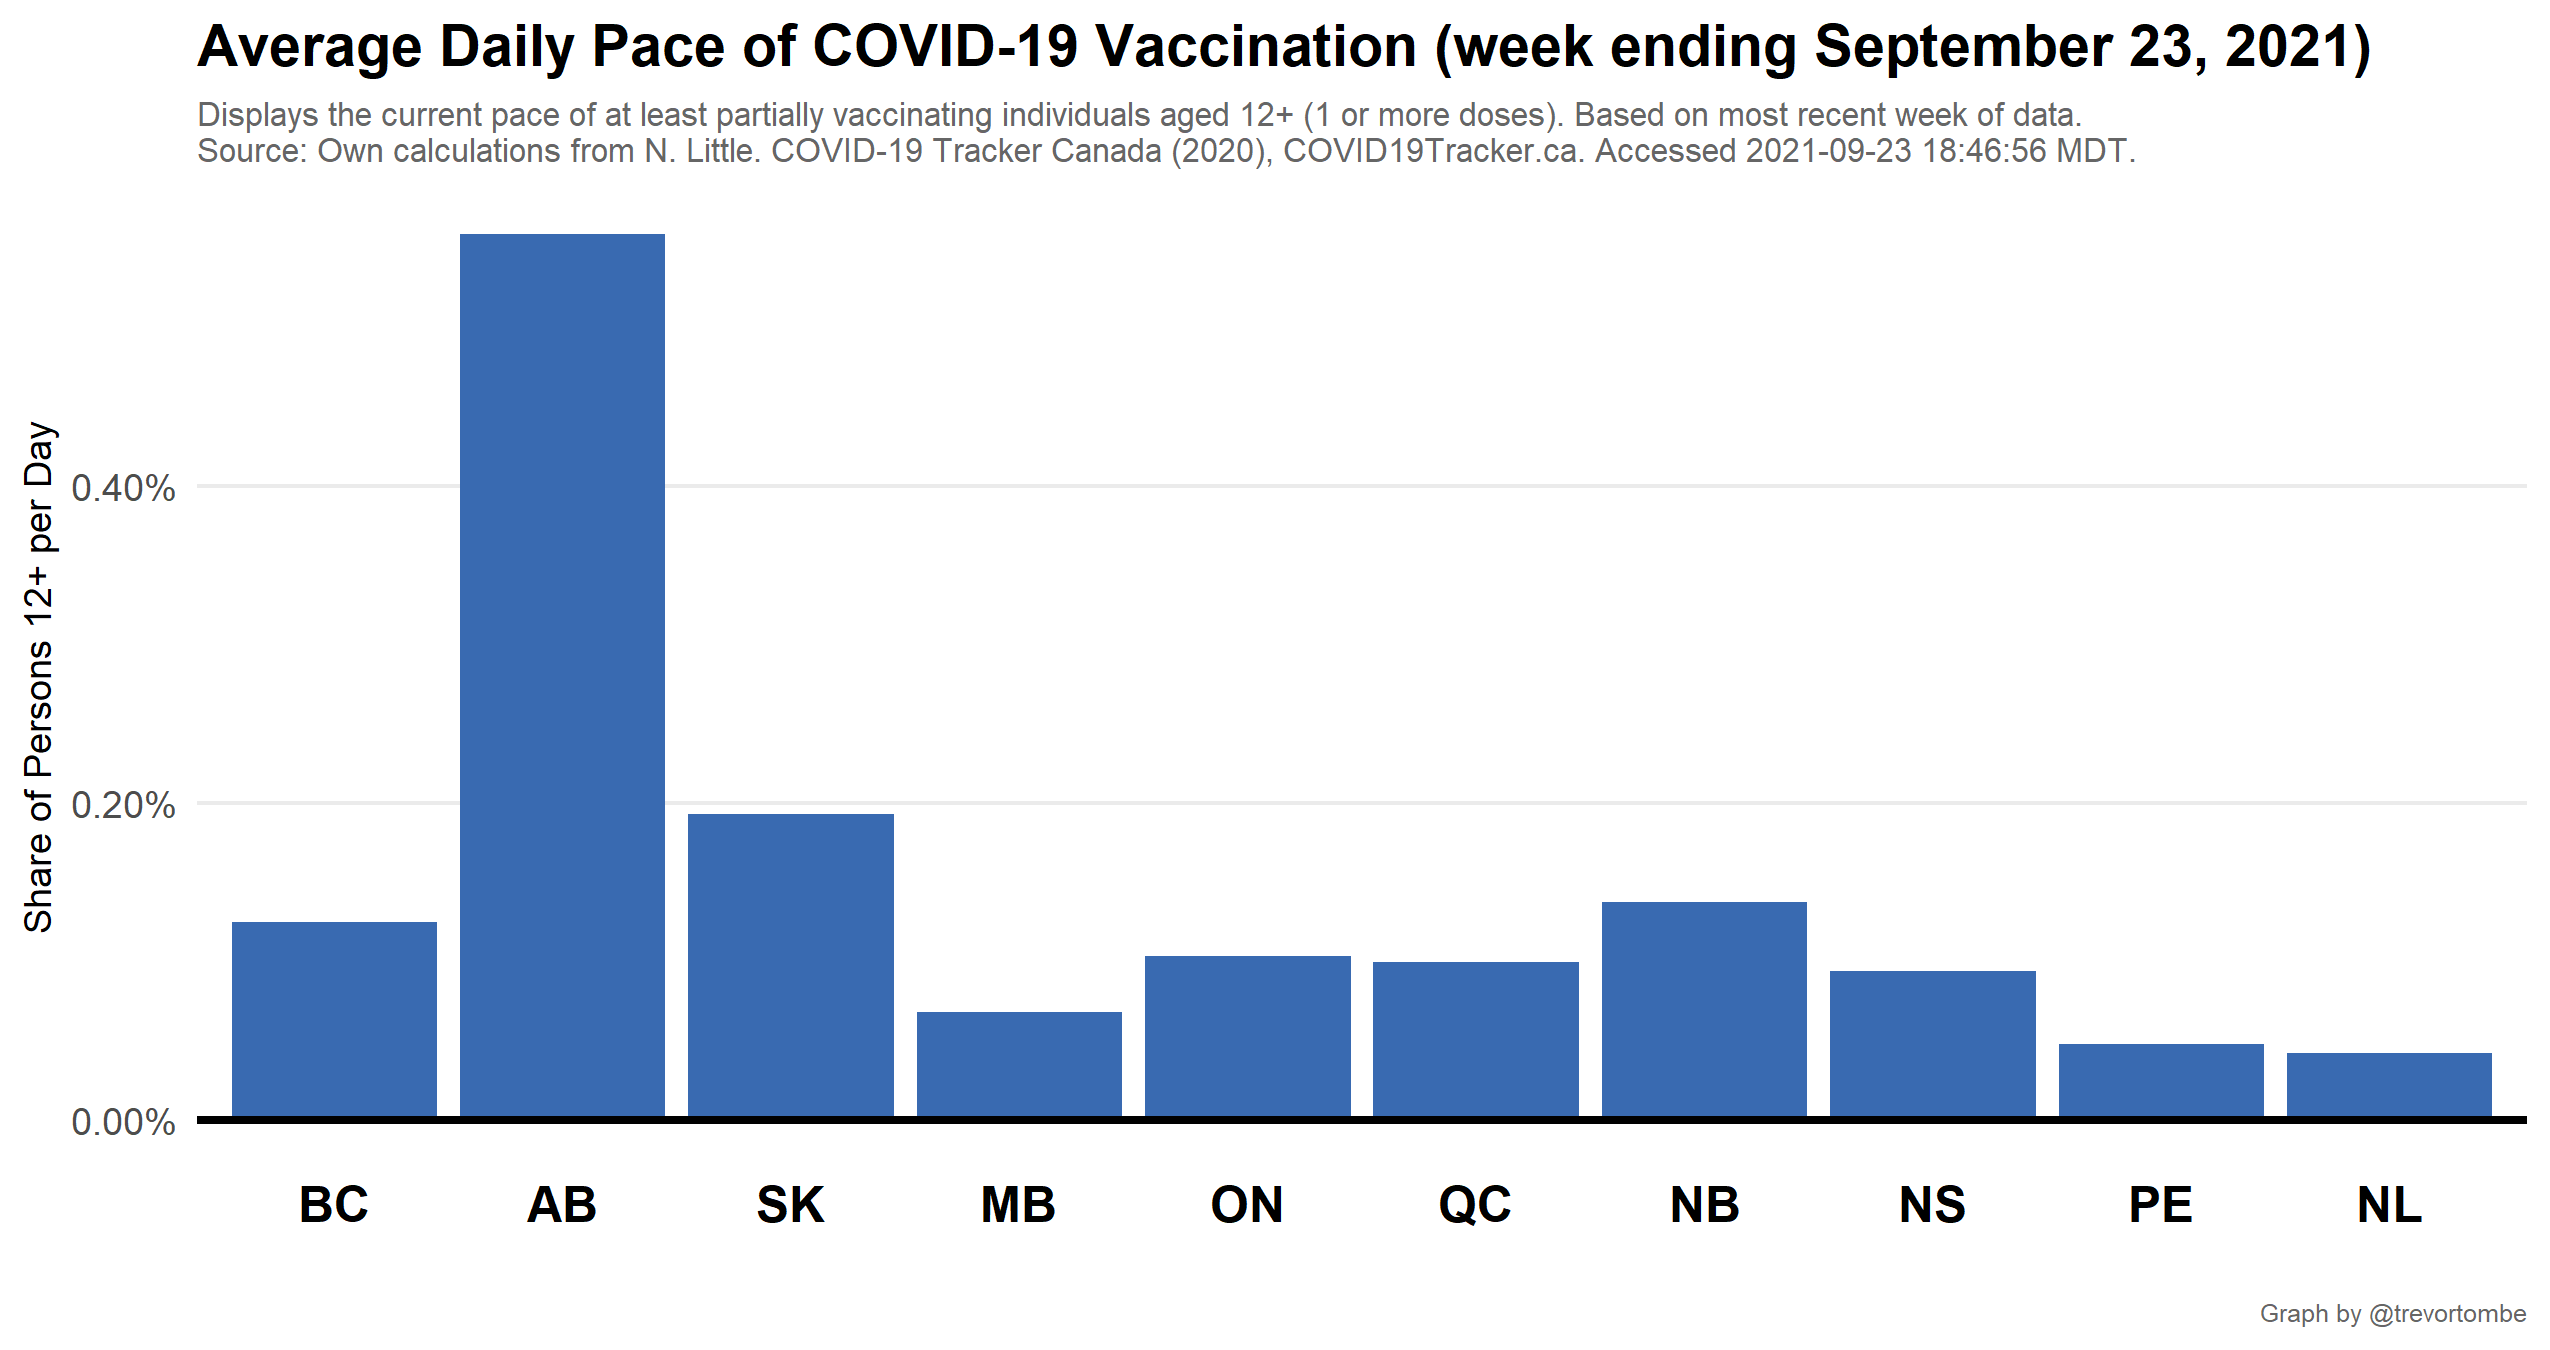 Average Daily Pace of COVID-19 Vaccination (week ending September 23, 2021)
Displays the current pace of at least partially vaccinating individuals aged 12+ (1 or more doses). Based on most recent week of data.
Source: Own calculations from N. Little. COVID-19 Tracker Canada (2020), COVID19Tracker.ca. Accessed 2021-09-23 18:46:56 MDT.
Share of Persons 12+ per Day
0.40%
0.20%
0.00%
BC AB SK MB ON QC NB NS PE NL
Graph by @trevortombe